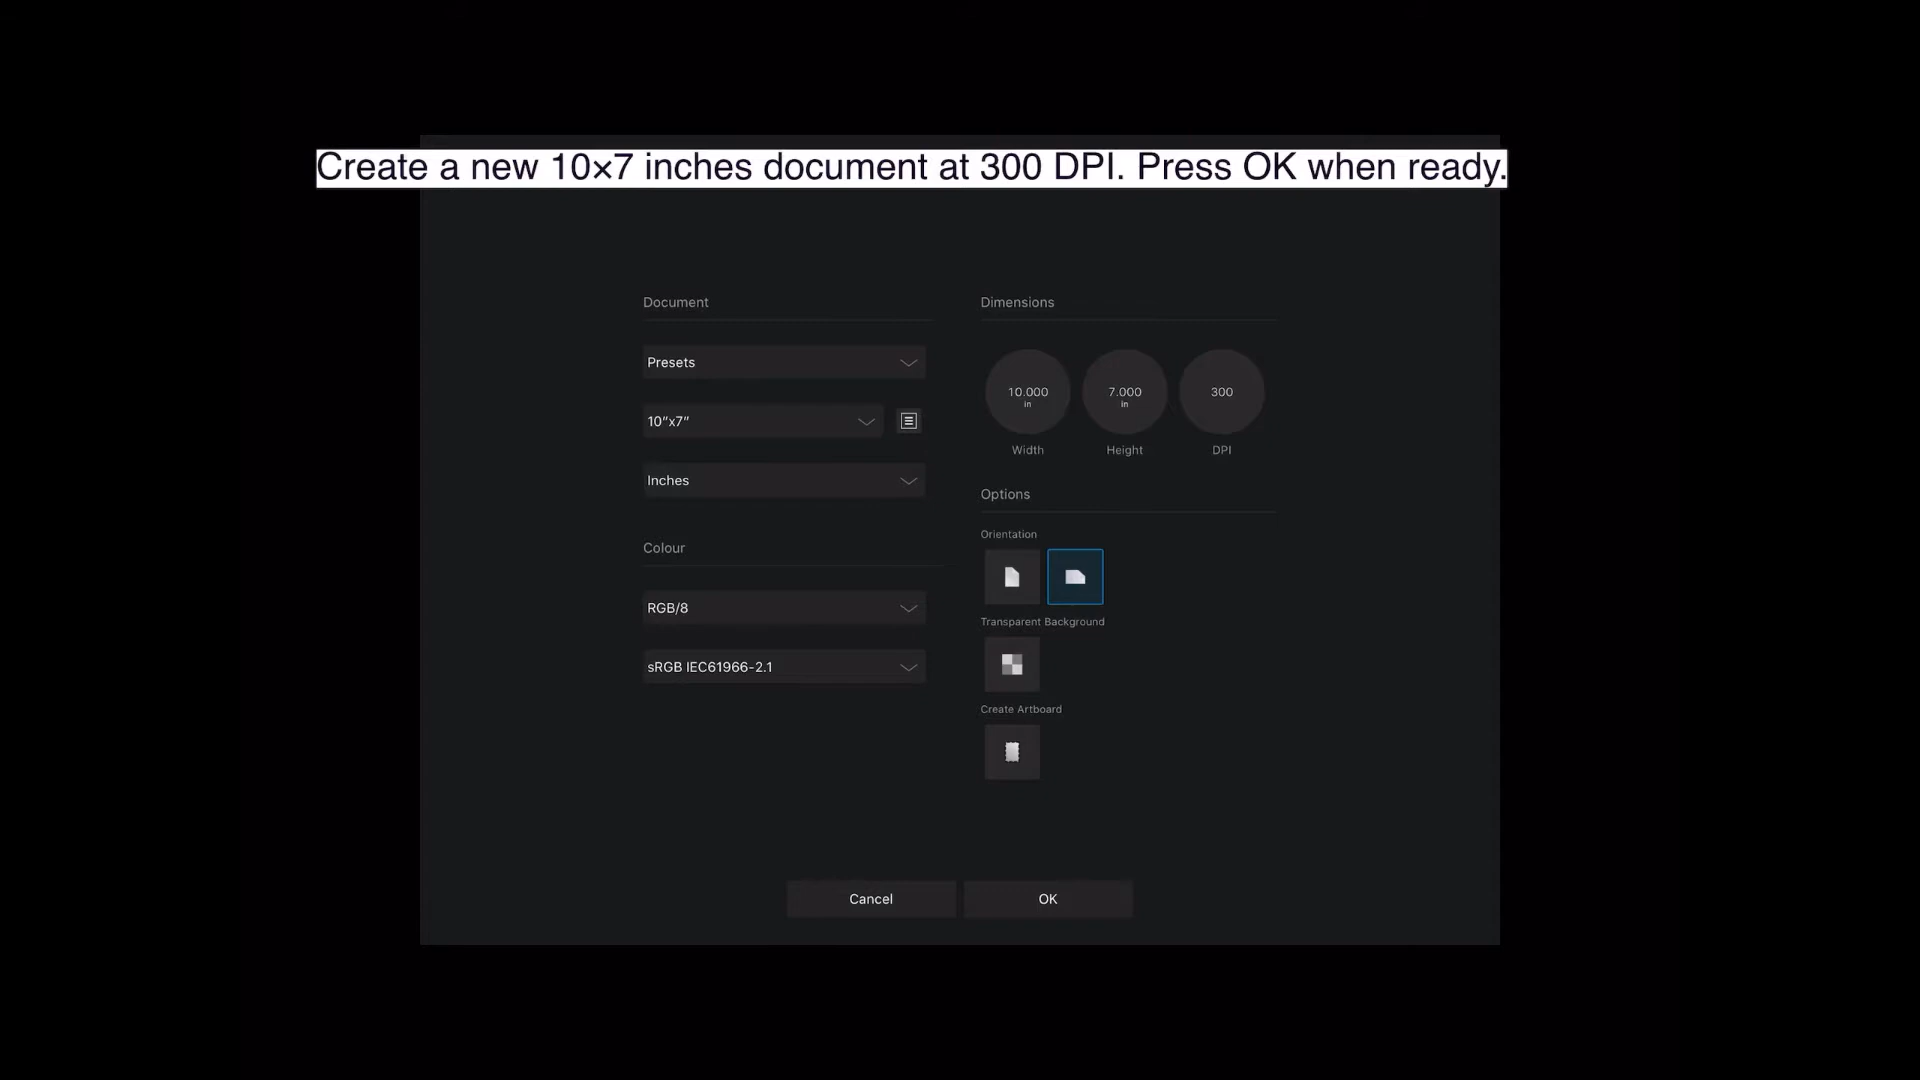 Create a new 10×7 inches document at 300 DPI. Press OK when ready.
Document
Presets
10″x7″
Inches
Colour
RGB/8
sRGB IEC61966-2.1
Dimensions
10.000 7.000 300
in in
Width Height DPI
Options
Orientation
Transparent Background
Create Artboard
Cancel OK